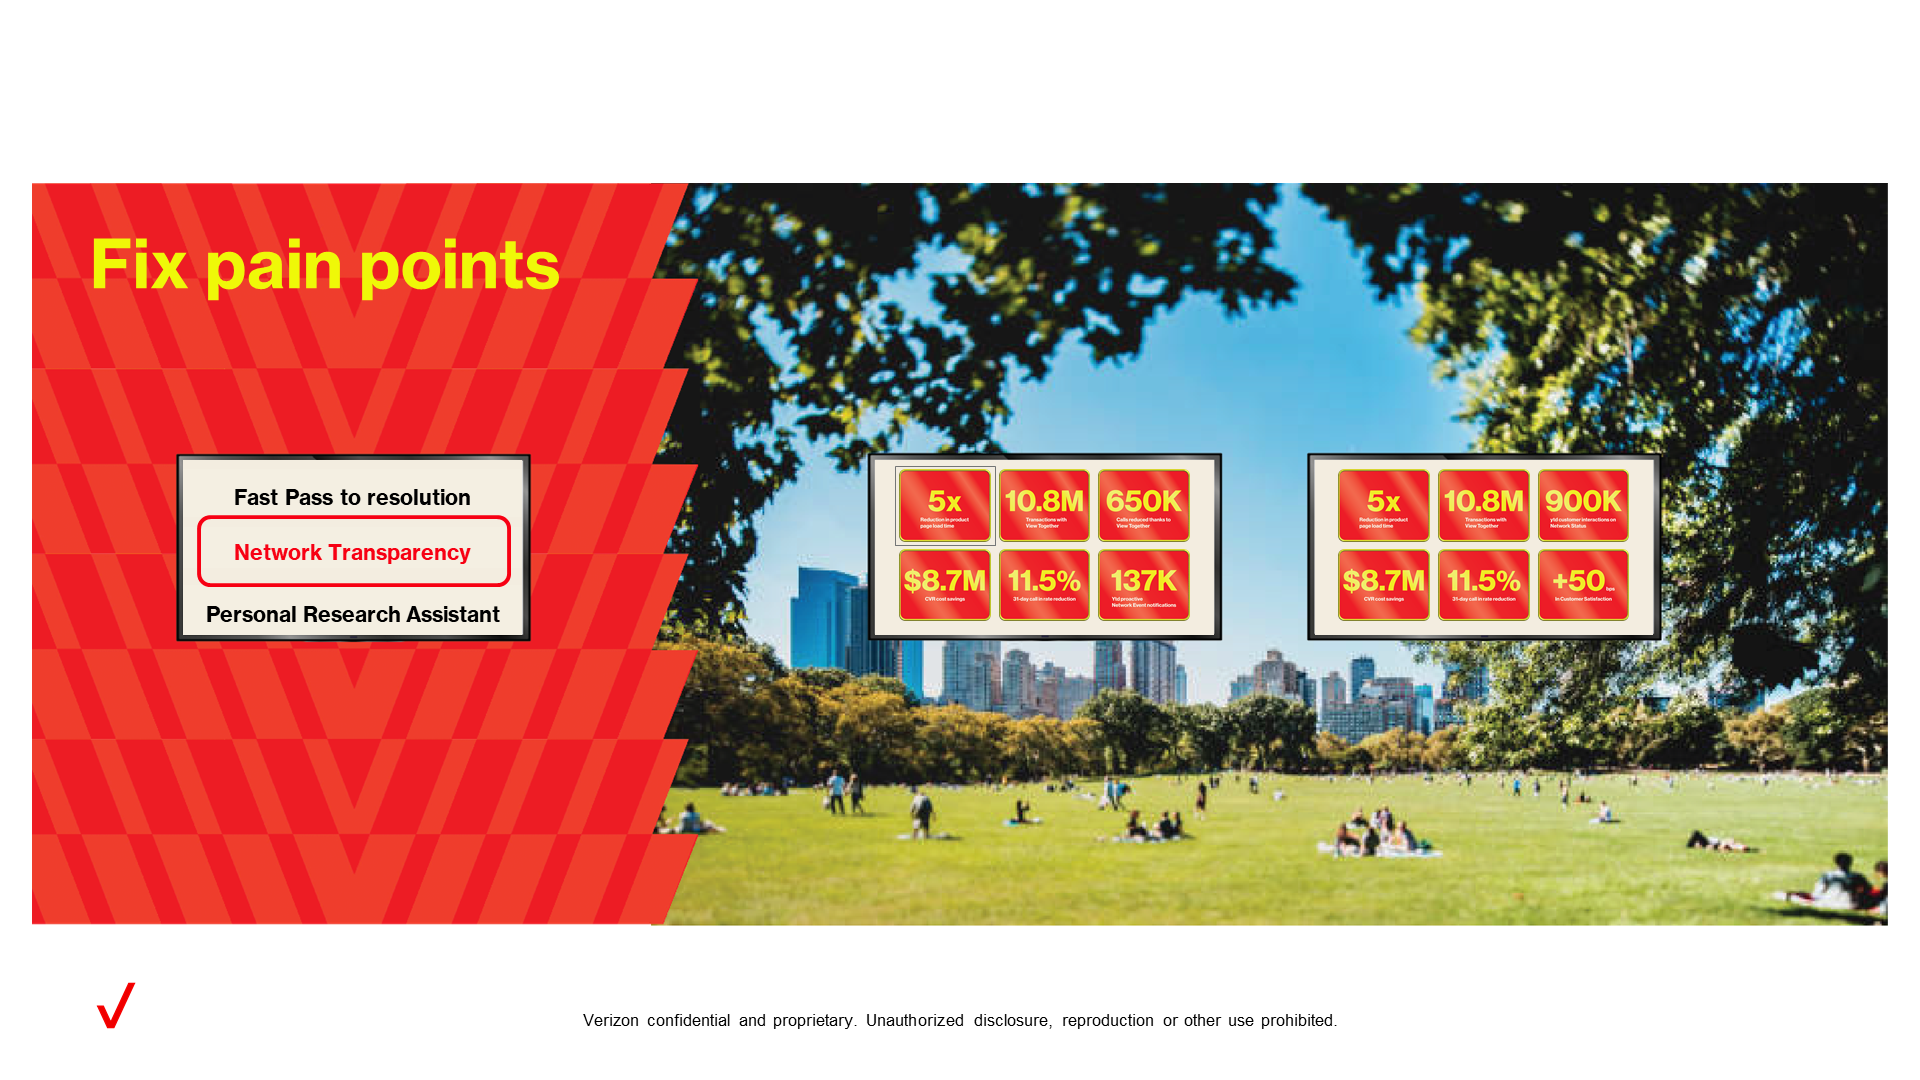 Fix pain points
Fast Pass to resolution
Network Transparency
Personal Research Assistant
5x
Reduction in product
page load time
10.8M
Transactions with
View Together
650K
Calls reduced thanks to
View Together
$8.7M
CVR cost savings
11.5%
31-day call in rate reduction
137K
Ytd proactive
Network Event notifications
5x
Reduction in product
page load time
10.8M
Transactions with
View Together
900K
ytd customer interactions on
Network Status
$8.7M
CVR cost savings
11.5%
31-day call in rate reduction
+50 bps
in Customer Satisfaction
Verizon confidential and proprietary. Unauthorized disclosure, reproduction or other use prohibited.